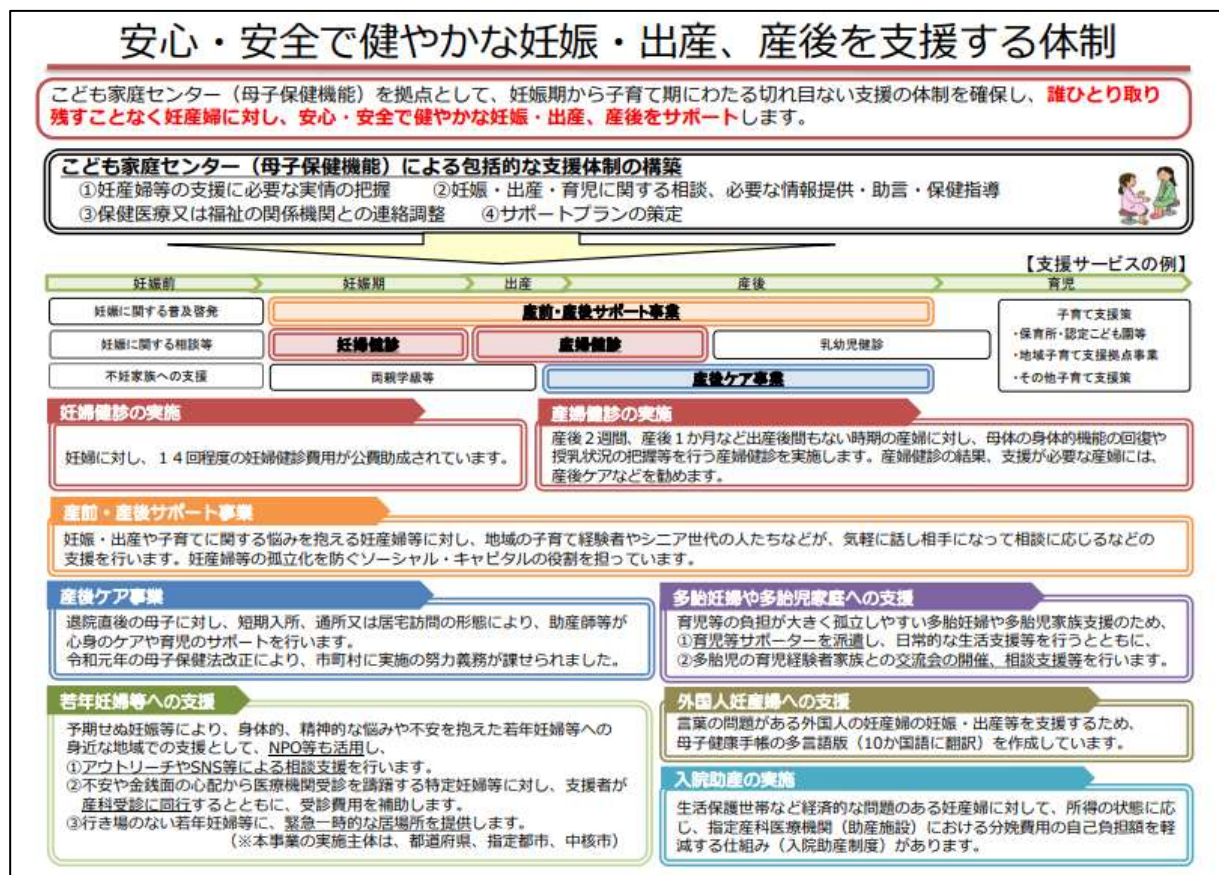 安心・安全で健やかな妊娠・出産、産後を支援する体制
こども家庭センター（母子保健機能）を拠点として、妊娠期から子育て期にわたる切れ目ない支援の体制を確保し、誰ひとり取り
残すことなく妊産婦に対し、安心・安全で健やかな妊娠・出産、産後をサポートします。
こども家庭センター（母子保健機能）による包括的な支援体制の構築
①妊産婦等の支援に必要な実情の把握　②妊娠・出産・育児に関する相談、必要な情報提供・助言・保健指導
③保健医療又は福祉の関係機関との連絡調整　④サポートプランの策定
【支援サービスの例】
妊娠前　妊娠期　出産　産後　育児
妊娠に関する普及啓発
産前・産後サポート事業
妊娠に関する相談等
妊婦健診
産婦健診
乳幼児健診
不妊家族への支援
両親学級等
産後ケア事業
子育て支援策
・保育所・認定こども園等
・地域子育て支援拠点事業
・その他子育て支援策
妊婦健診の実施
妊婦に対し、１４回程度の妊婦健診費用が公費助成されています。
産婦健診の実施
産後２週間、産後１か月など出産後間もない時期の産婦に対し、母体の身体的機能の回復や
授乳状況の把握等を行う産婦健診を実施します。産婦健診の結果、支援が必要な産婦には、
産後ケアなどを勧めます。
産前・産後サポート事業
妊娠・出産や子育てに関する悩みを抱える妊産婦等に対し、地域の子育て経験者やシニア世代の人たちなどが、気軽に話し相手になって相談に応じるなどの
支援を行います。妊産婦等の孤立化を防ぐソーシャル・キャピタルの役割を担っています。
産後ケア事業
退院直後の母子に対し、短期入所、通所又は居宅訪問の形態により、助産師等が
心身のケアや育児のサポートを行います。
令和元年の母子保健法改正により、市町村に実施の努力義務が課せられました。
多胎妊婦や多胎児家庭への支援
育児等の負担が大きく孤立しやすい多胎妊婦や多胎児家族支援のため、
①育児等サポーターを派遣し、日常的な生活支援等を行うとともに、
②多胎児の育児経験者家族との交流会の開催、相談支援等を行います。
若年妊婦等への支援
予期せぬ妊娠等により、身体的、精神的な悩みや不安を抱えた若年妊婦等への
身近な地域での支援として、NPO等も活用し、
①アウトリーチやSNS等による相談支援を行います。
②不安や金銭面の心配から医療機関受診を躊躇する特定妊婦等に対し、支援者が
産科受診に同行するとともに、受診費用を補助します。
③行き場のない若年妊婦等に、緊急一時的な居場所を提供します。
（※本事業の実施主体は、都道府県、指定都市、中核市）
外国人妊産婦への支援
言葉の問題がある外国人の妊産婦の妊娠・出産等を支援するため、
母子健康手帳の多言語版（10か国語に翻訳）を作成しています。
入院助産の実施
生活保護世帯など経済的な問題のある妊産婦に対して、所得の状態に応
じ、指定産科医療機関（助産施設）における分娩費用の自己負担額を軽
減する仕組み（入院助産制度）があります。